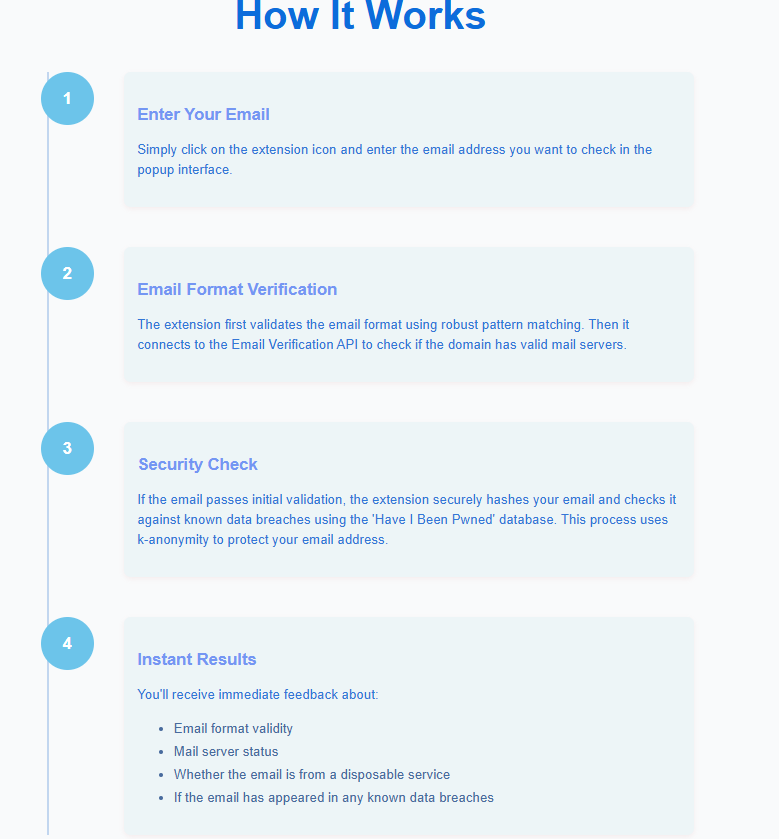 How It Works
1
Enter Your Email
Simply click on the extension icon and enter the email address you want to check in the
popup interface.
2
Email Format Verification
The extension first validates the email format using robust pattern matching. Then it
connects to the Email Verification API to check if the domain has valid mail servers.
3
Security Check
If the email passes initial validation, the extension securely hashes your email and checks it
against known data breaches using the 'Have I Been Pwned' database. This process uses
k-anonymity to protect your email address.
4
Instant Results
You'll receive immediate feedback about:
• Email format validity
• Mail server status
• Whether the email is from a disposable service
• If the email has appeared in any known data breaches